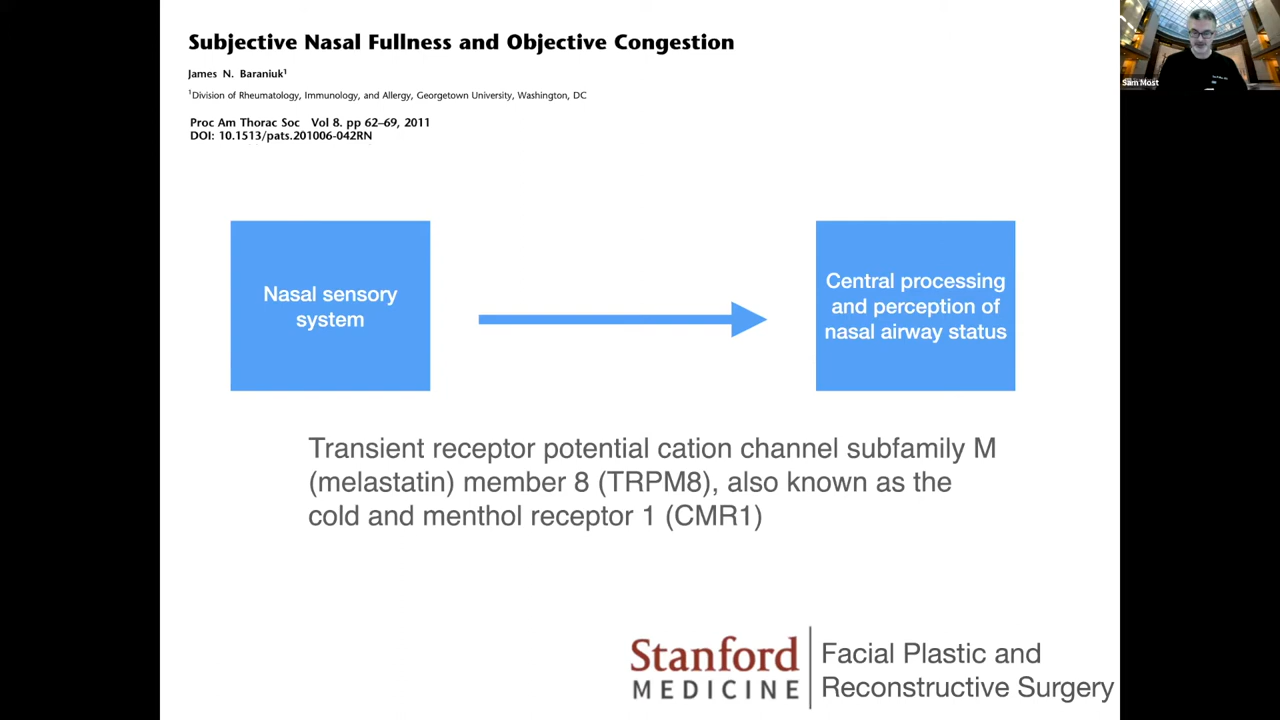 Subjective Nasal Fullness and Objective Congestion
James N. Baraniuk¹
¹Division of Rheumatology, Immunology, and Allergy, Georgetown University, Washington, DC
Proc Am Thorac Soc Vol 8. pp 62–69, 2011
DOI: 10.1513/pats.201006-042RN
Sam Most
Nasal sensory
system
Central processing
and perception of
nasal airway status
Transient receptor potential cation channel subfamily M
(melastatin) member 8 (TRPM8), also known as the
cold and menthol receptor 1 (CMR1)
Stanford
MEDICINE
Facial Plastic and
Reconstructive Surgery